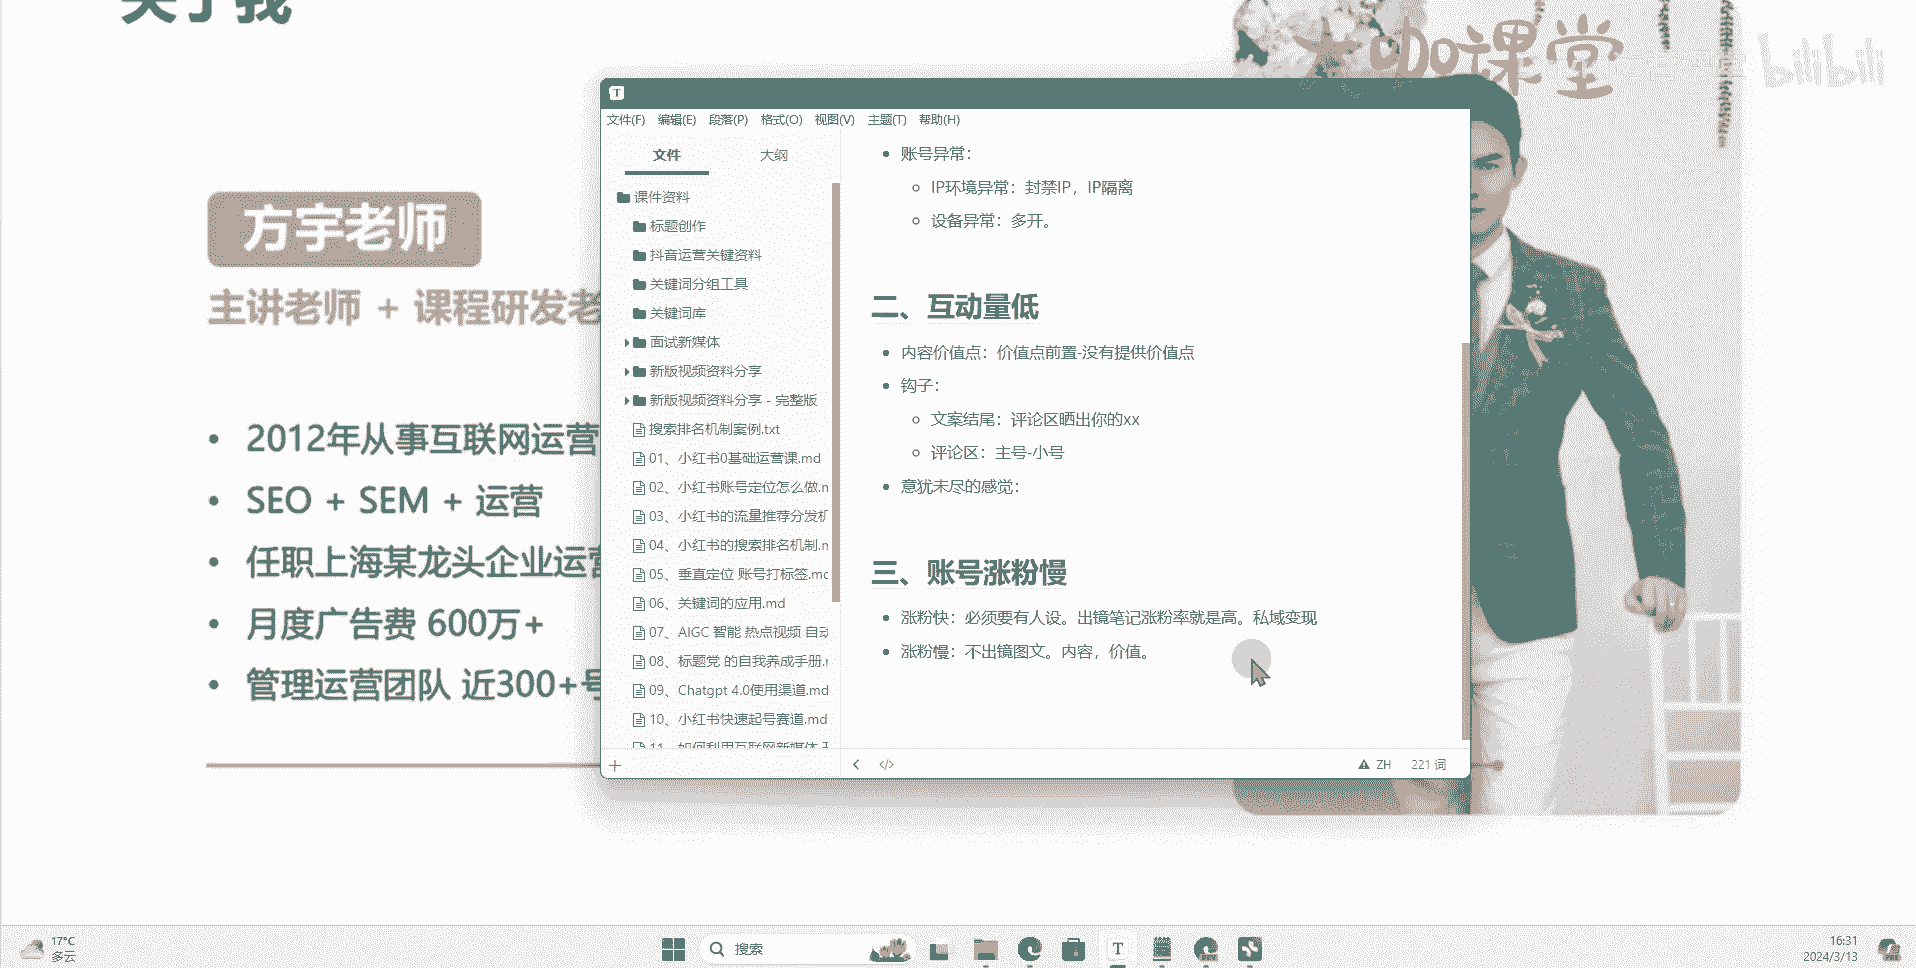 关于我
大咖课堂
bilibili
方宇老师
主讲老师 + 课程研发老
2012年从事互联网运营
SEO + SEM + 运营
任职上海某龙头企业运营
月度广告费 600万+
管理运营团队 近300+号
文件(F) 编辑(E) 段落(P) 格式(O) 视图(V) 主题(T) 帮助(H)
文件 大纲
课件资料
标题创作
抖音运营关键资料
关键词分组工具
关键词库
面试新媒体
新版视频资料分享
新版视频资料分享 - 完整版
搜索排名机制案例.txt
01、小红书0基础运营课.md
02、小红书账号定位怎么做.m
03、小红书的流量推荐分发机
04、小红书的搜索排名机制.m
05、垂直定位 账号打标签.md
06、关键词的应用.md
07、AIGC 智能 热点视频 自动
08、标题党 的自我养成手册.m
09、Chatgpt 4.0使用渠道.md
10、小红书快速起号赛道.md
11、如何利用互联网新媒体
账号异常：
IP环境异常：封禁IP，IP隔离
设备异常：多开。
二、互动量低
内容价值点：价值点前置-没有提供价值点
钩子：
文案结尾：评论区晒出你的xx
评论区：主号-小号
意犹未尽的感觉：
三、账号涨粉慢
涨粉快：必须要有人设。出镜笔记涨粉率就是高。私域变现
涨粉慢：不出镜图文。内容，价值。
ZH 221 词
17°C
多云
搜索
16:31
2024/3/13